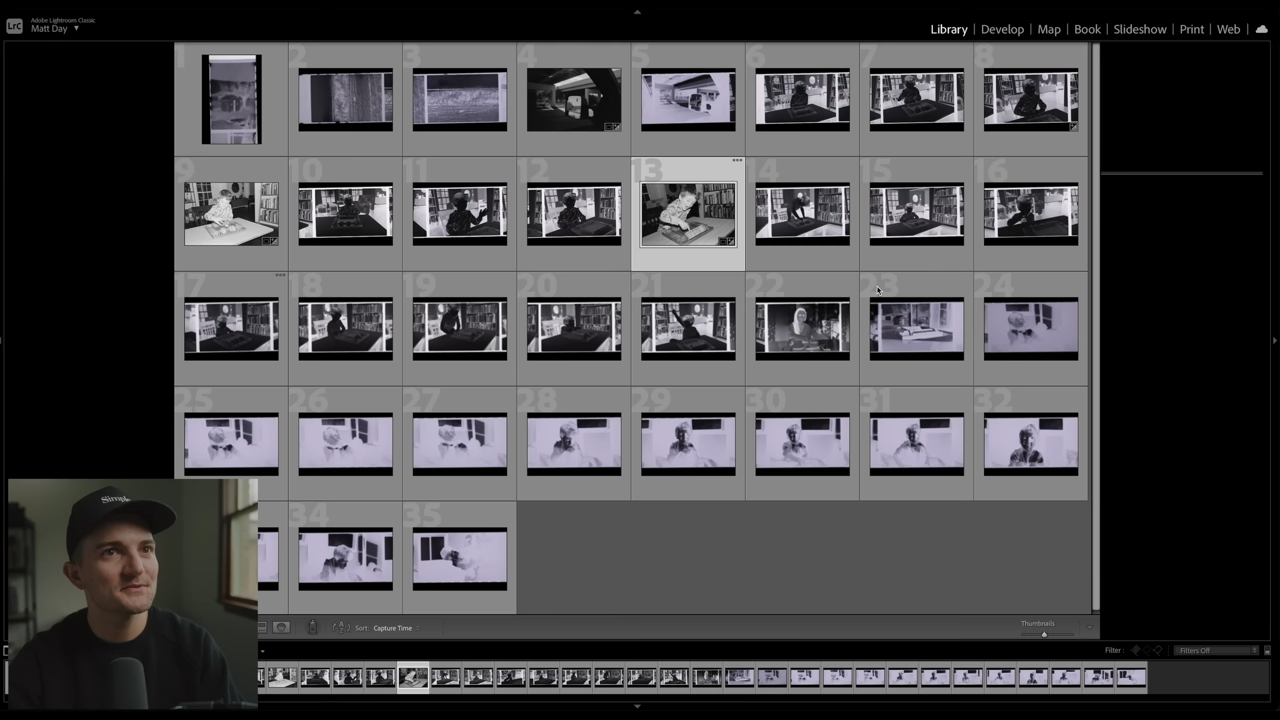 LrC
Adobe Lightroom Classic
Matt Day
Library | Develop | Map | Book | Slideshow | Print | Web
1 2 3 4 5 6 7 8
9 10 11 12 13 14 15 16
17 18 19 20 21 22 23 24
25 26 27 28 29 30 31 32
34 35
Sort: Capture Time
Thumbnails
Filter :
Filters Off